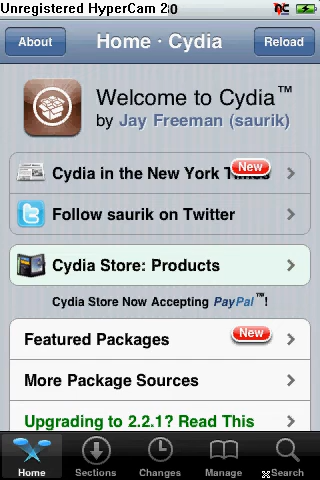 Unregistered HyperCam 2
About
Home · Cydia
Reload
Welcome to Cydia™
by Jay Freeman (saurik)
Cydia in the New York Times
New
Follow saurik on Twitter
Cydia Store: Products
Cydia Store Now Accepting PayPal™!
Featured Packages
New
More Package Sources
Upgrading to 2.2.1? Read This
Home
Sections
Changes
Manage
Search